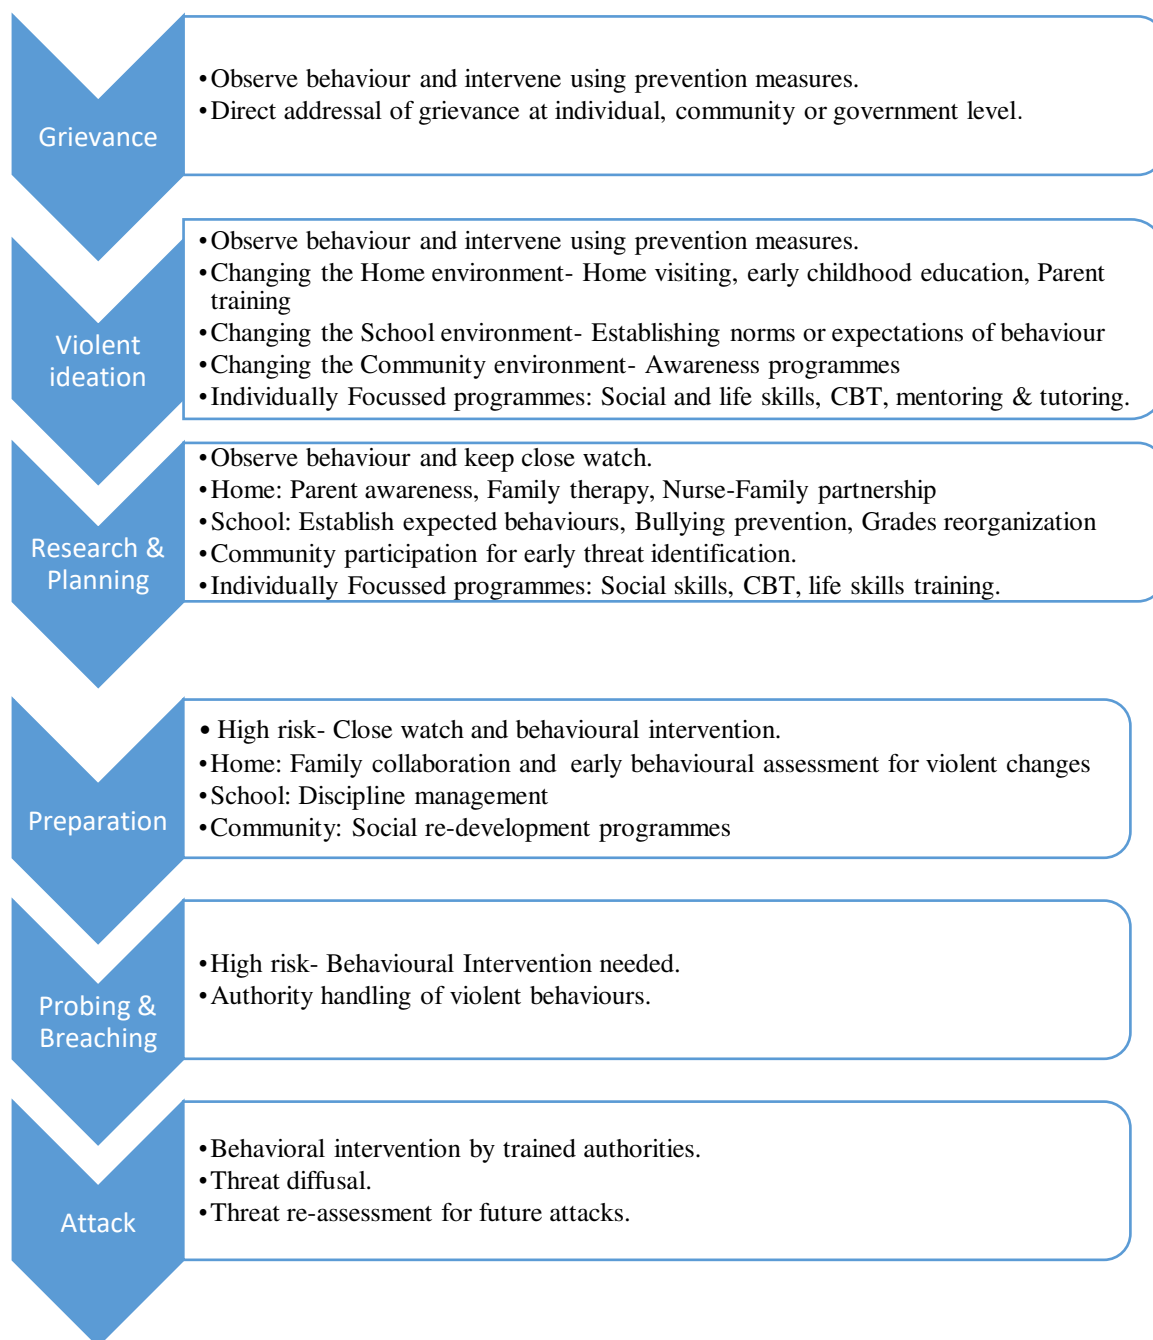 Grievance
•Observe behaviour and intervene using prevention measures.
•Direct addressal of grievance at individual, community or government level.
Violent
ideation
•Observe behaviour and intervene using prevention measures.
•Changing the Home environment- Home visiting, early childhood education, Parent
training
•Changing the School environment- Establishing norms or expectations of behaviour
•Changing the Community environment- Awareness programmes
•Individually Focussed programmes: Social and life skills, CBT, mentoring & tutoring.
Research &
Planning
•Observe behaviour and keep close watch.
•Home: Parent awareness, Family therapy, Nurse-Family partnership
•School: Establish expected behaviours, Bullying prevention, Grades reorganization
•Community participation for early threat identification.
•Individually Focussed programmes: Social skills, CBT, life skills training.
Preparation
• High risk- Close watch and behavioural intervention.
•Home: Family collaboration and early behavioural assessment for violent changes
•School: Discipline management
•Community: Social re-development programmes
Probing &
Breaching
•High risk- Behavioural Intervention needed.
•Authority handling of violent behaviours.
Attack
•Behavioral intervention by trained authorities.
•Threat diffusal.
•Threat re-assessment for future attacks.